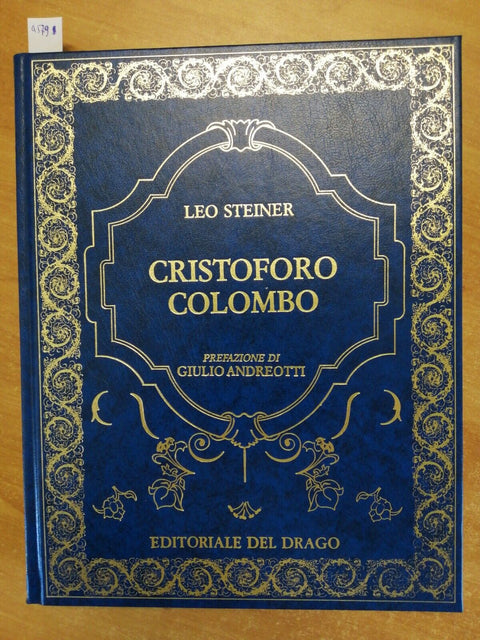 LEO STEINER
CRISTOFORO
COLOMBO
PREFAZIONE DI
GIULIO ANDREOTTI
EDITORIALE DEL DRAGO